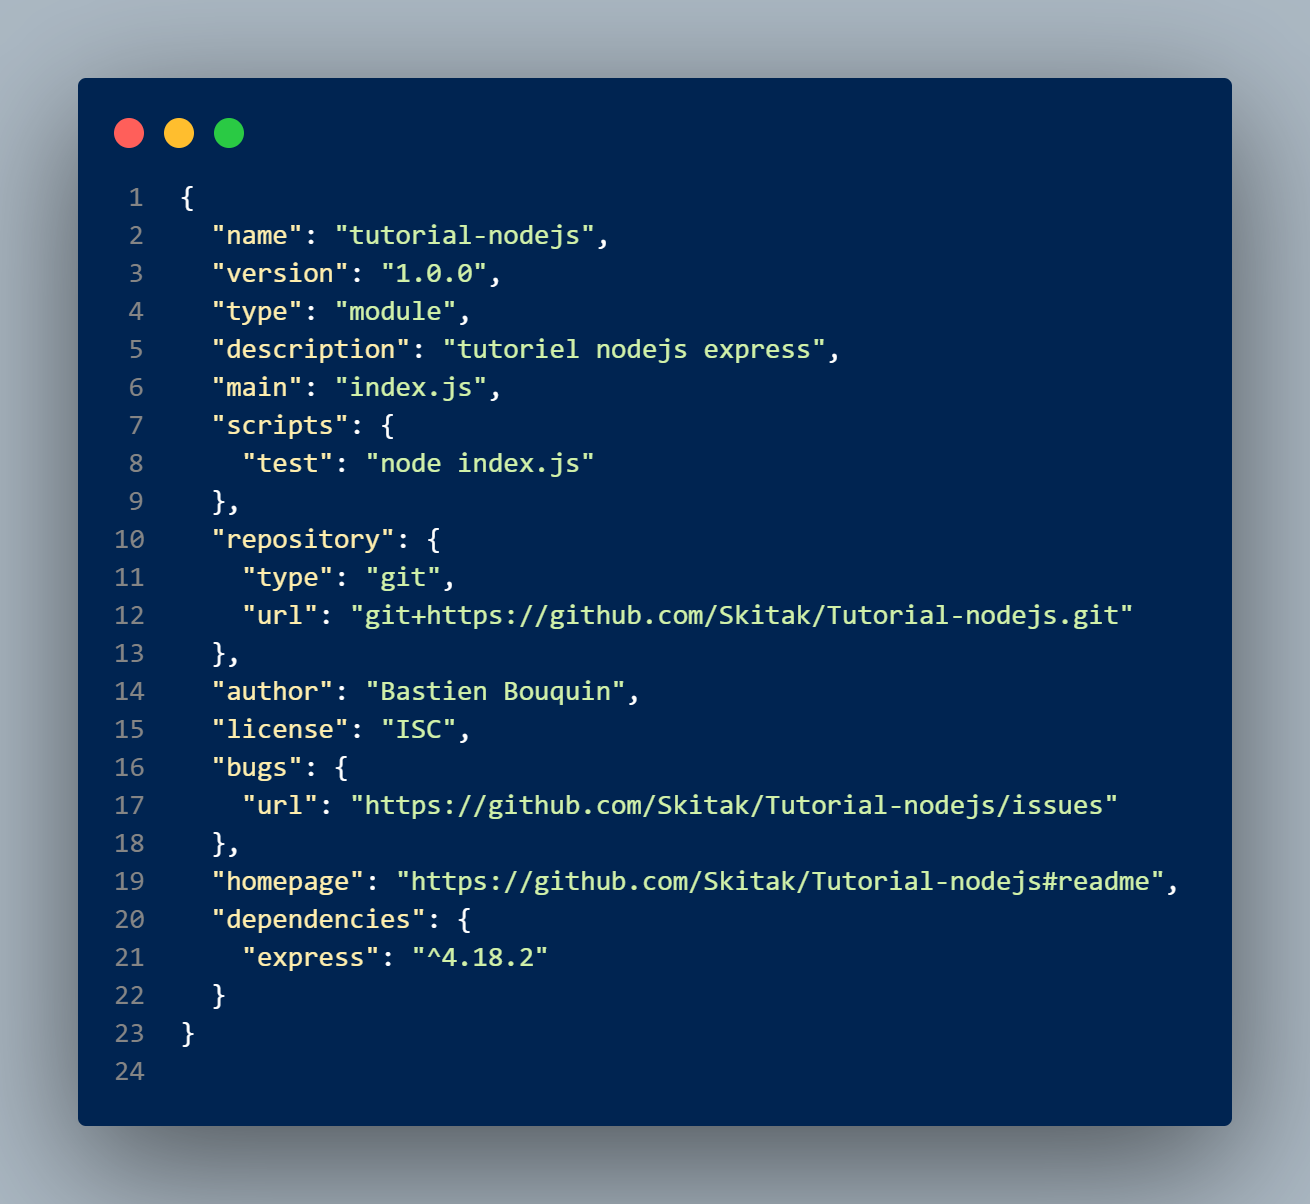 1 {
2   "name": "tutorial-nodejs",
3   "version": "1.0.0",
4   "type": "module",
5   "description": "tutoriel nodejs express",
6   "main": "index.js",
7   "scripts": {
8     "test": "node index.js"
9   },
10   "repository": {
11     "type": "git",
12     "url": "git+https://github.com/Skitak/Tutorial-nodejs.git"
13   },
14   "author": "Bastien Bouquin",
15   "license": "ISC",
16   "bugs": {
17     "url": "https://github.com/Skitak/Tutorial-nodejs/issues"
18   },
19   "homepage": "https://github.com/Skitak/Tutorial-nodejs#readme",
20   "dependencies": {
21     "express": "^4.18.2"
22   }
23 }
24